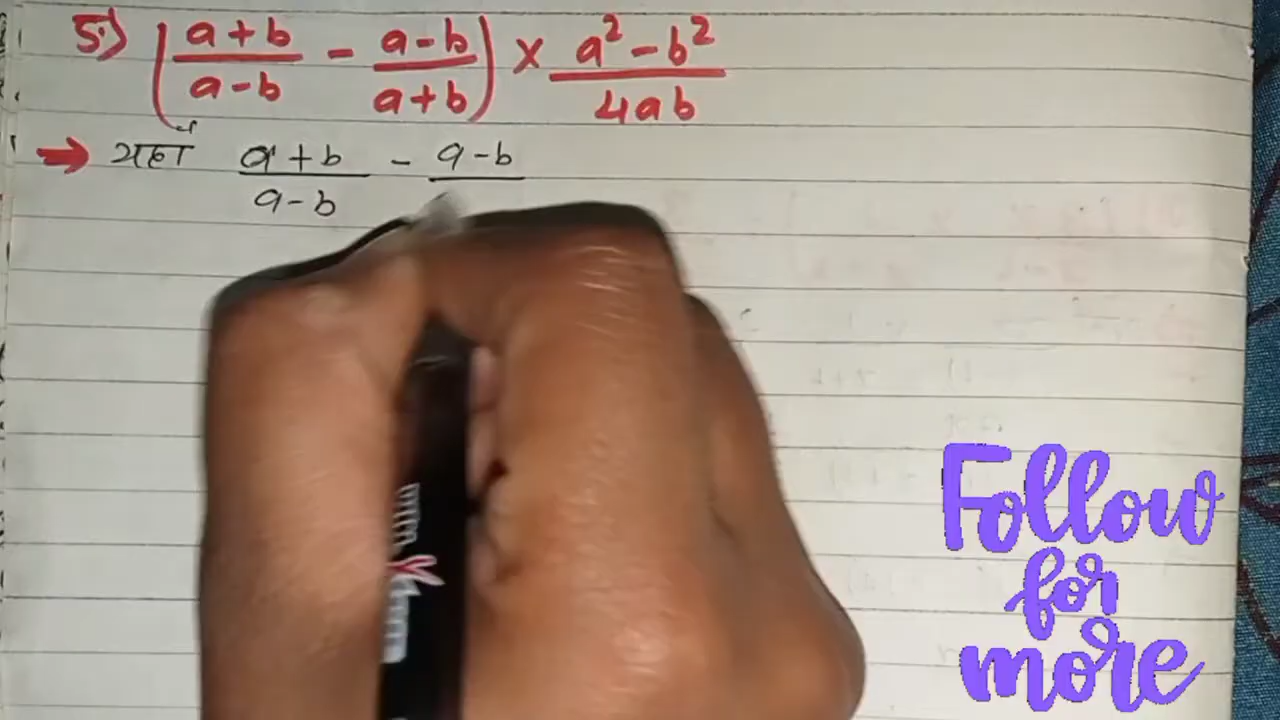 5.) (a+b/a-b - a-b/a+b) × a²-b²/4ab
→ यहाँ a+b/a-b - a-b/
Follow
for
more